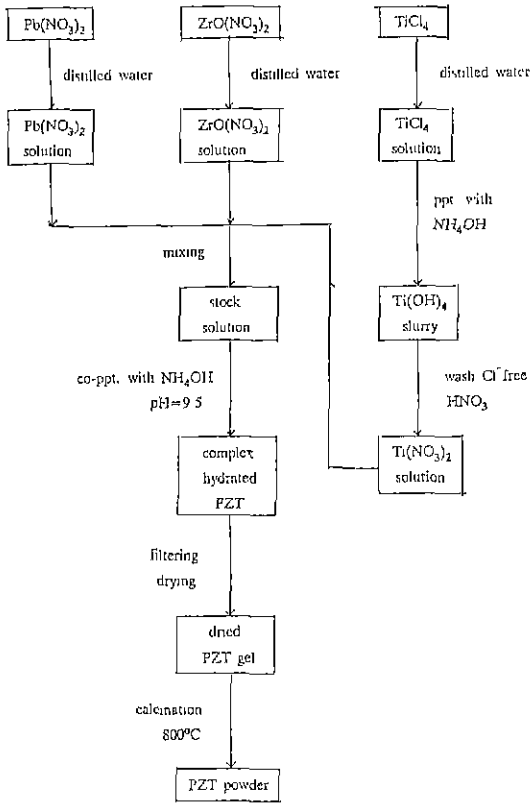 Pb(NO₃)₂
ZrO(NO₃)₂
TiCl₄
distilled water
distilled water
distilled water
Pb(NO₃)₂
solution
ZrO(NO₃)₂
solution
TiCl₄
solution
ppt with
NH₄OH
mixing
stock
solution
Ti(OH)₄
slurry
co-ppt. with NH₄OH
pH=9 5
wash Cl⁻ free
HNO₃
complex
hydrated
PZT
Ti(NO₃)₂
solution
filtering
drying
dried
PZT gel
calcination
800°C
PZT powder